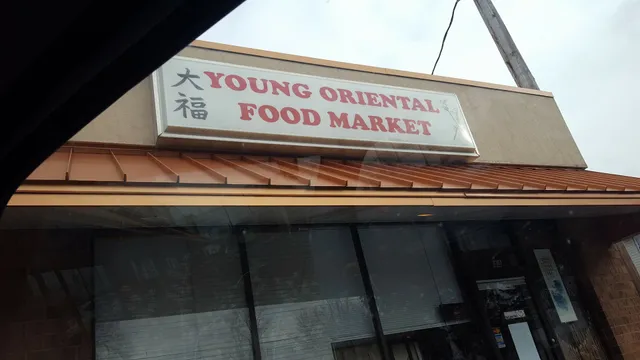 大福
YOUNG ORIENTAL
FOOD MARKET